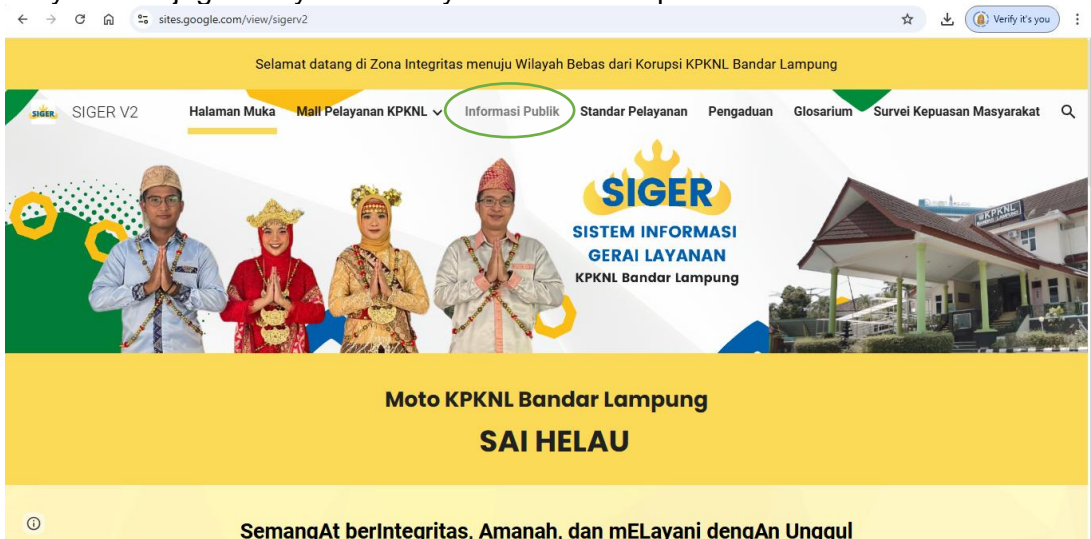 sites.google.com/view/sigerv2
Verify it's you
Selamat datang di Zona Integritas menuju Wilayah Bebas dari Korupsi KPKNL Bandar Lampung
SIGER
SIGER V2 Halaman Muka Mall Pelayanan KPKNL Informasi Publik Standar Pelayanan Pengaduan Glosarium Survei Kepuasan Masyarakat
SIGER
SISTEM INFORMASI
GERAI LAYANAN
KPKNL Bandar Lampung
KPKNL
Moto KPKNL Bandar Lampung
SAI HELAU
SemangAt berIntegritas, Amanah, dan mELayani dengAn Unggul